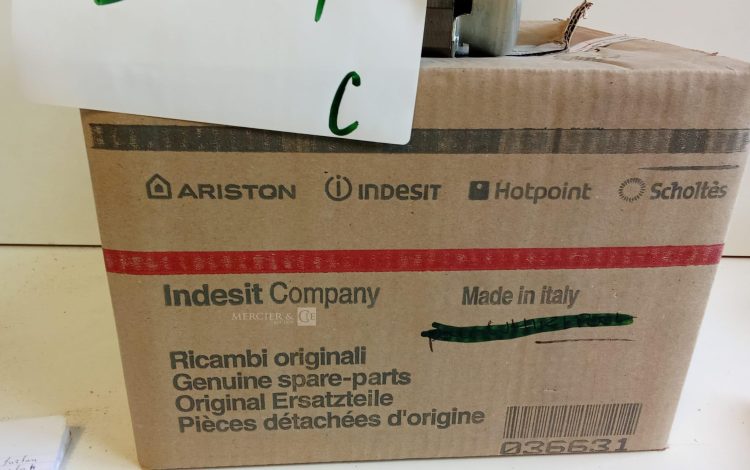 C
ARISTON INDESIT Hotpoint Scholtès
Indesit Company Made in italy
MERCIER & CIE
Ricambi originali
Genuine spare-parts
Original Ersatzteile
Pièces détachées d'origine
036631